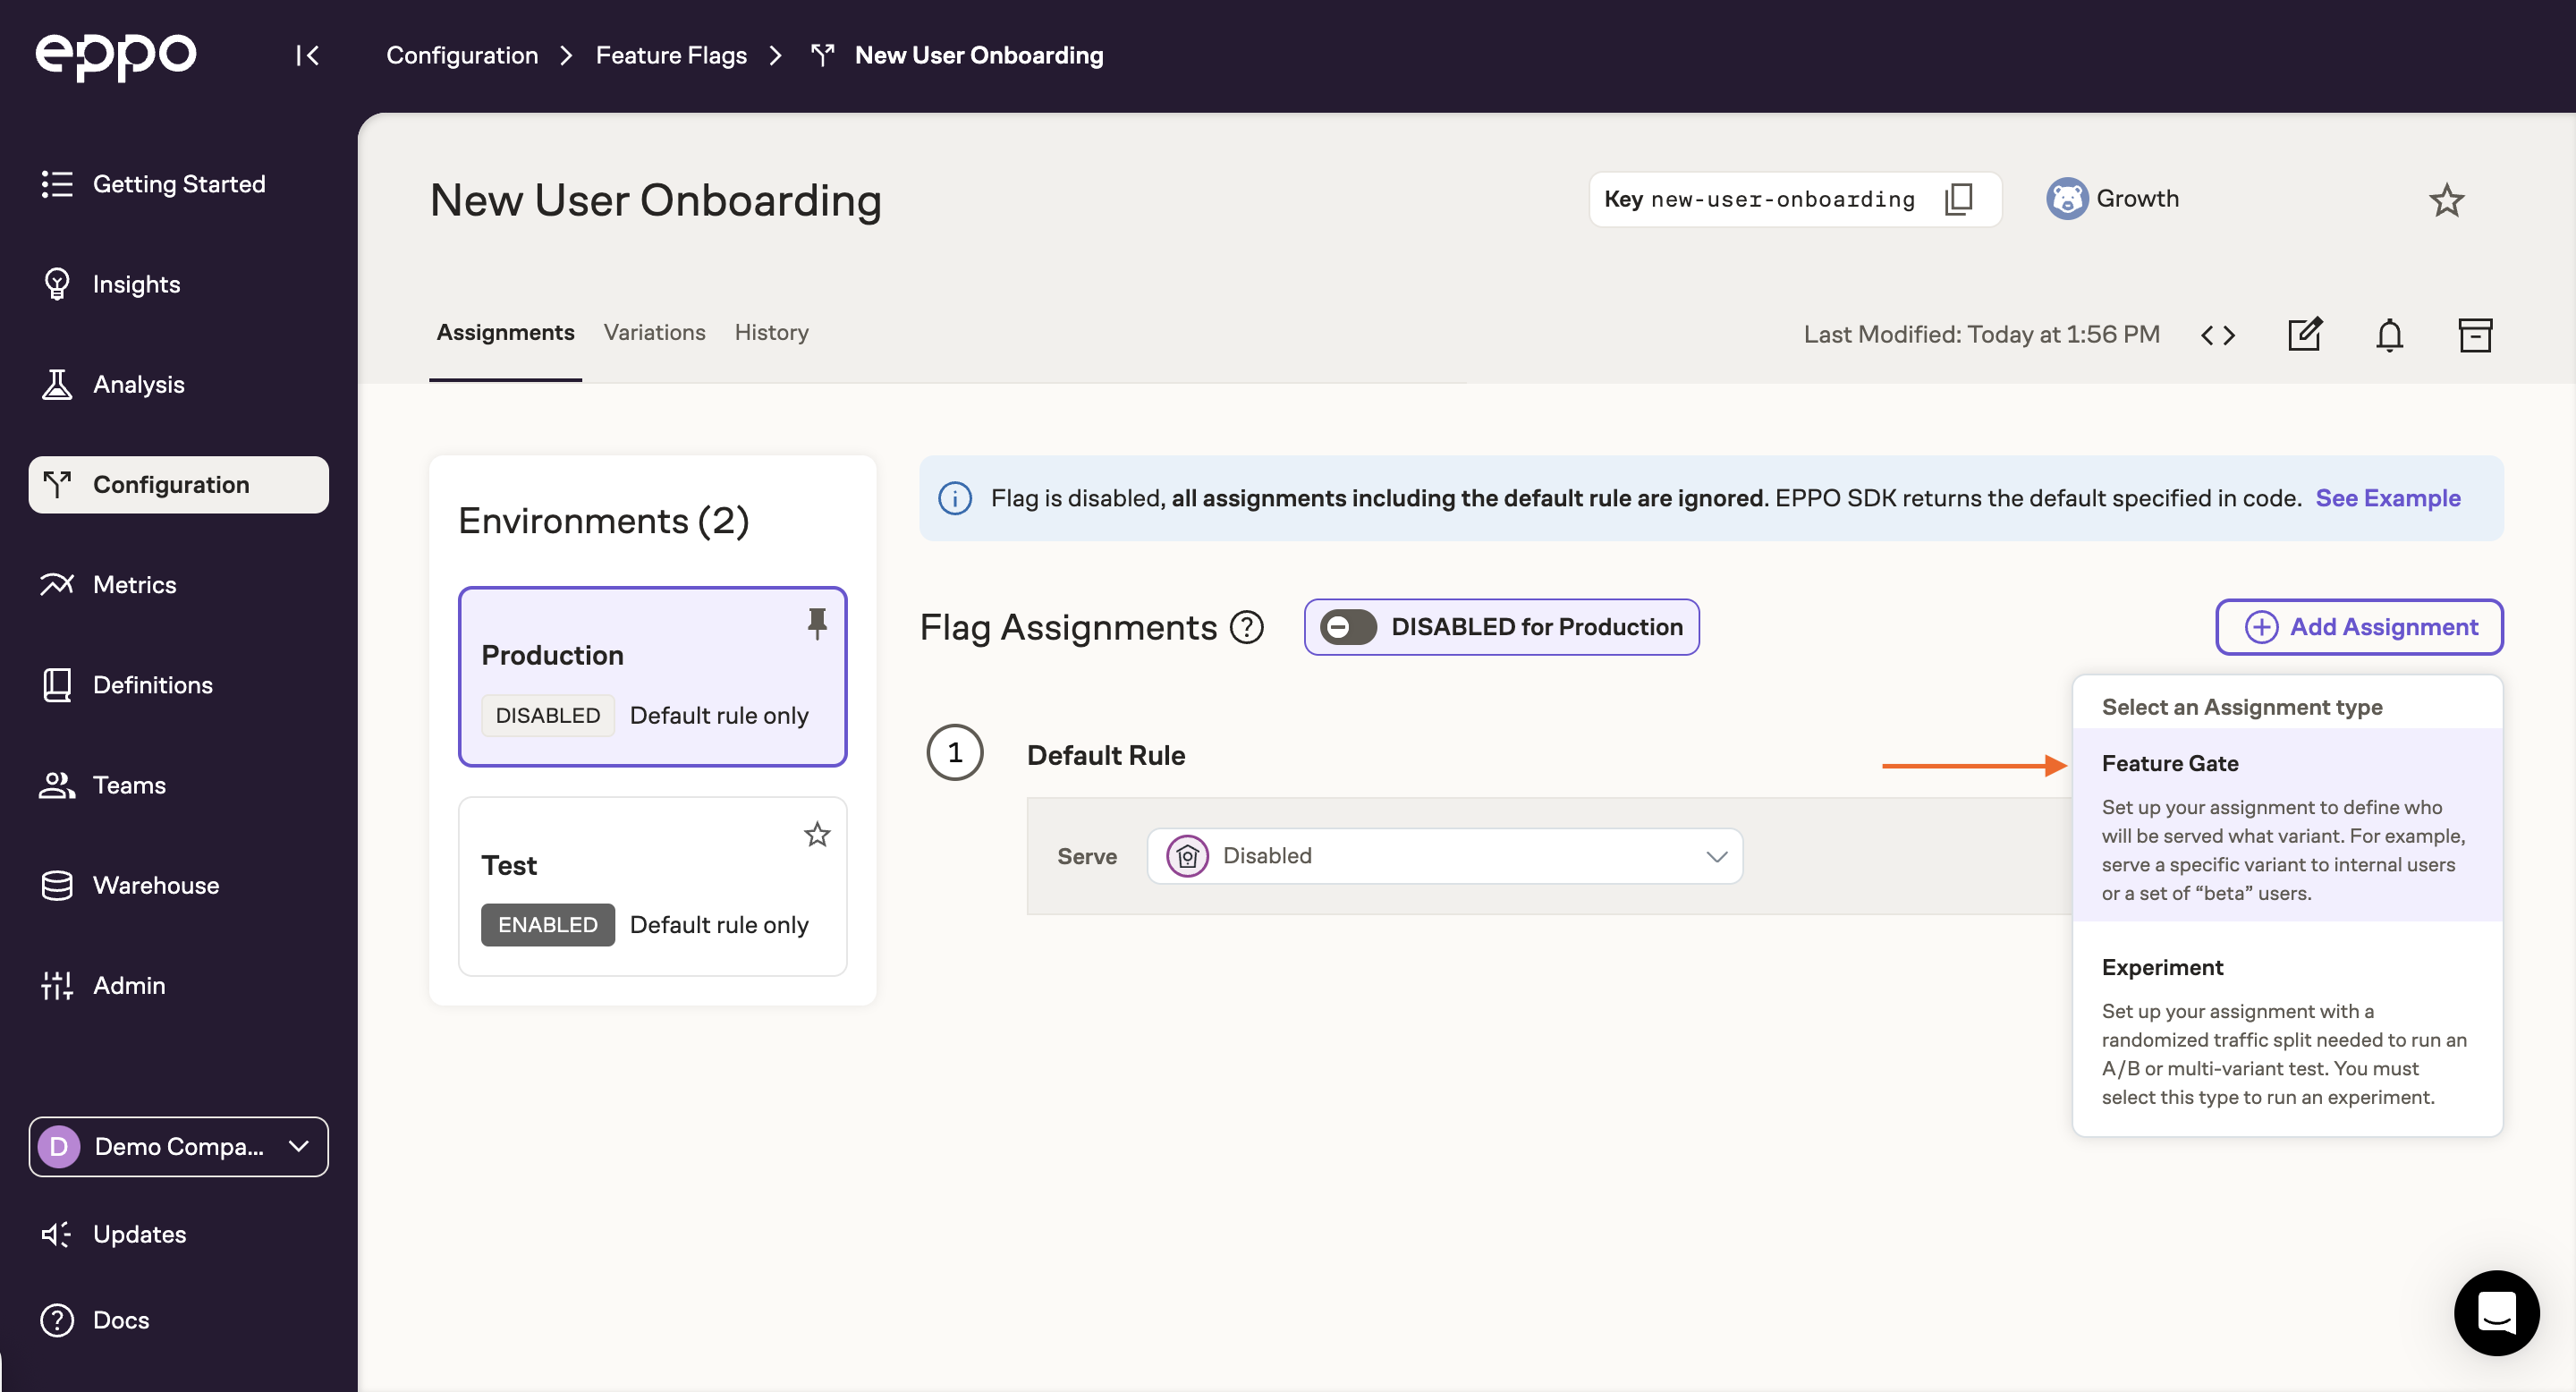 eppo
Configuration > Feature Flags > New User Onboarding
Getting Started
Insights
Analysis
Configuration
Metrics
Definitions
Teams
Warehouse
Admin
D Demo Compa...
Updates
Docs
New User Onboarding
Key new-user-onboarding
Growth
Assignments Variations History
Last Modified: Today at 1:56 PM
Environments (2)
Production
DISABLED Default rule only
Test
ENABLED Default rule only
Flag is disabled, all assignments including the default rule are ignored. EPPO SDK returns the default specified in code. See Example
Flag Assignments
DISABLED for Production
Add Assignment
1 Default Rule
Serve Disabled
Select an Assignment type
Feature Gate
Set up your assignment to define who
will be served what variant. For example,
serve a specific variant to internal users
or a set of “beta” users.
Experiment
Set up your assignment with a
randomized traffic split needed to run an
A/B or multi-variant test. You must
select this type to run an experiment.